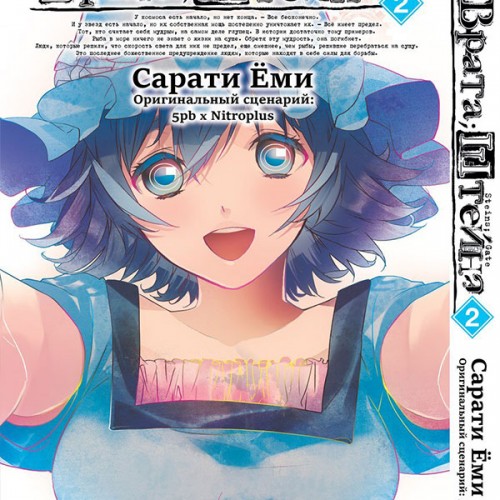 2
У космоса есть начало, но нет конца. – Все бесконечно.
И у звезд есть начало, но их собственная мощь постепенно уничтожает их. – Все имеет предел.
Тот, кто считает себя мудрым, на самом деле глупец. В истории достаточно тому примеров.
Рыба в море ничего не знает о жизни на суше. Обретя эту мудрость, она погибнет.
Люди, которые решили, что скорость света для них не предел, еще смешнее, чем рыбы, решившие перебраться на сушу.
Это последнее божественное предупреждение людям, которые находят в себе силы для борьбы.
Сарати Ёми
Оригинальный сценарий:
5pb x Nitroplus
Врата; Штейна
Steins; Gate
2
Сарати Ёми
Оригинальный сценарий: